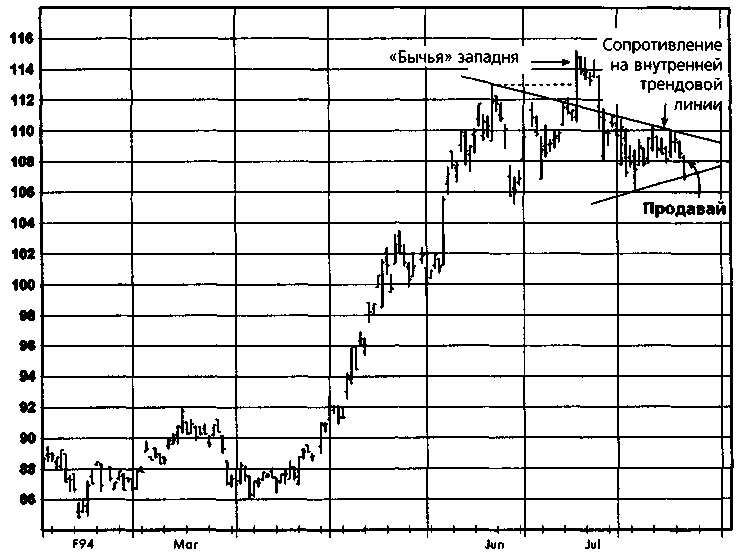 116
«Бычья» западня
Сопротивление
на внутренней
трендовой
линии
114
112
110
108
106
Продавай
104
102
100
98
96
94
92
90
88
86
F94 Mar Jun Jul